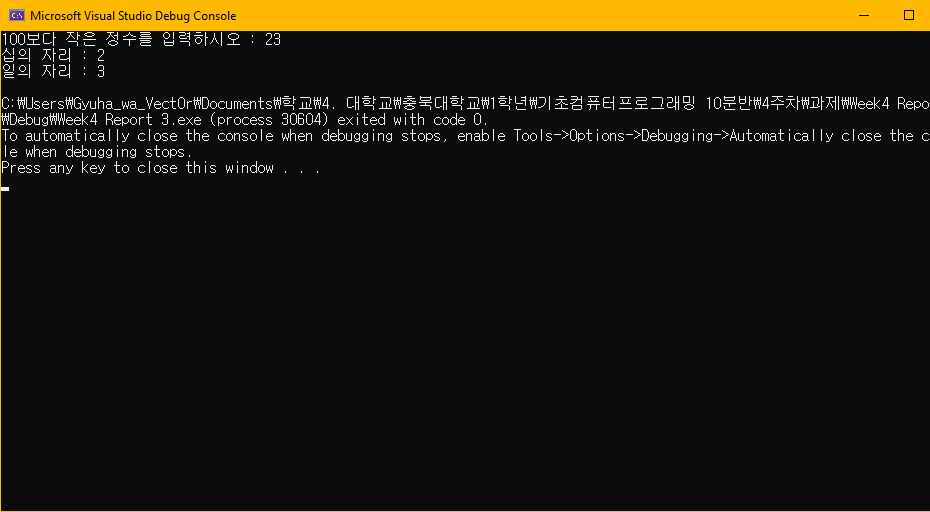 Microsoft Visual Studio Debug Console
100보다 작은 정수를 입력하시오 : 23
십의 자리 : 2
일의 자리 : 3
C:₩Users₩Gyuha_wa_VectOr₩Documents₩학교₩4. 대학교₩충북대학교₩1학년₩기초컴퓨터프로그래밍 10분반₩4주차₩과제₩Week4 Repo
₩Debug₩Week4 Report 3.exe (process 30604) exited with code 0.
To automatically close the console when debugging stops, enable Tools->Options->Debugging->Automatically close the c
le when debugging stops.
Press any key to close this window . . .